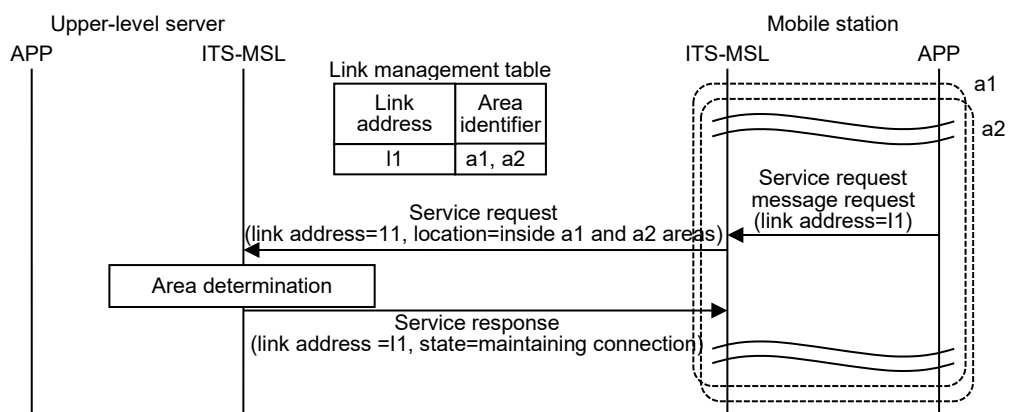 Upper-level server
Mobile station
APP
ITS-MSL
ITS-MSL
APP
Link management table
Link
address
Area
identifier
l1
a1, a2
a1
a2
Service request
message request
(link address=l1)
Service request
(link address=11, location=inside a1 and a2 areas)
Area determination
Service response
(link address =l1, state=maintaining connection)